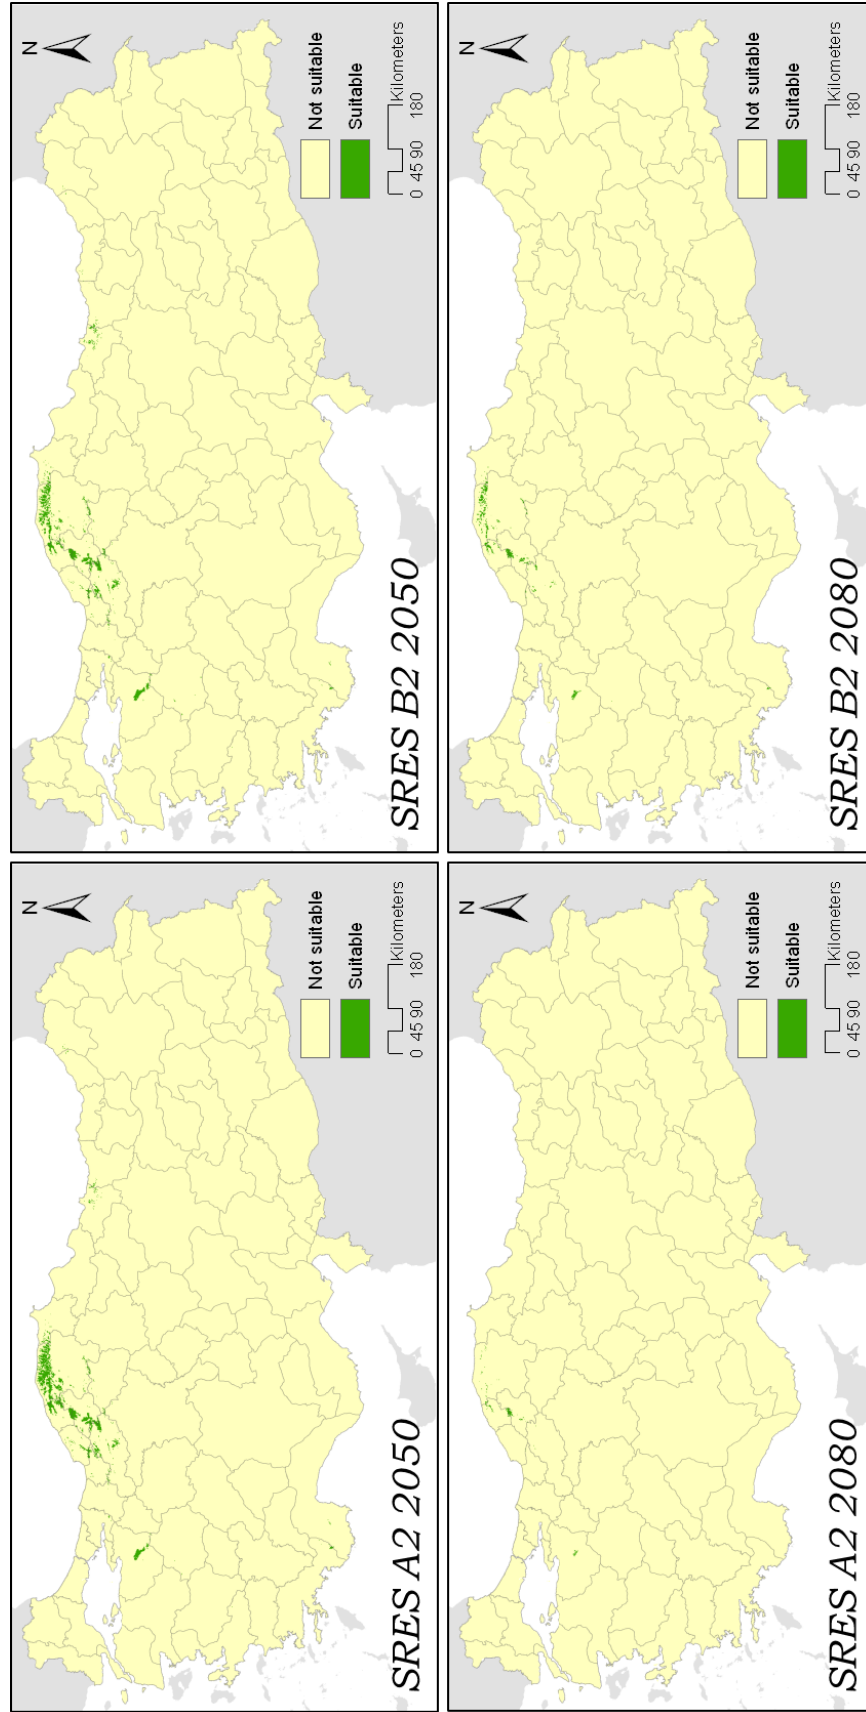 SRES A2 2050
N
Not suitable
Suitable
0 45 90 180
Kilometers
SRES B2 2050
N
Not suitable
Suitable
0 45 90 180
Kilometers
SRES A2 2080
N
Not suitable
Suitable
0 45 90 180
Kilometers
SRES B2 2080
N
Not suitable
Suitable
0 45 90 180
Kilometers